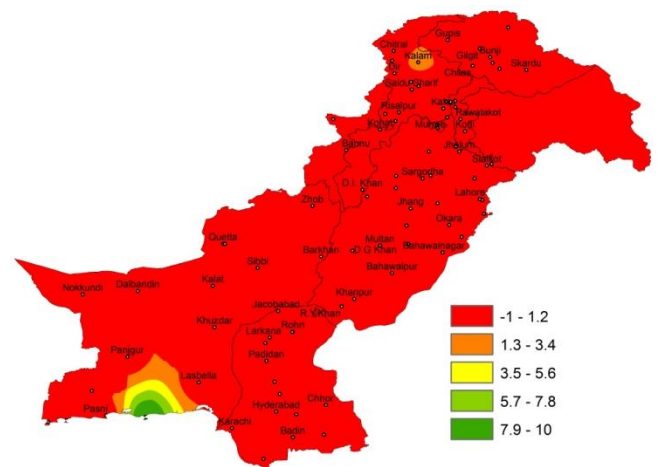 Gupis
Chitral
Kalam
Gilgit
Bunji
Dir
Chilas
Skardu
Saidu Sharif
Kakul
Risalpur
Rawalakot
Kohat
Murree
Kotli
Bannu
Jhelum
Sialkot
Sargodha
D.I. Khan
Zhob
Lahore
Jhang
Okara
Quetta
Multan
Bahawalnagar
Barkhan
D G Khan
Sibbi
Bahawalpur
Nokkundi
Dalbandin
Kalat
Khanpur
Jacobabad
R.Y.Khan
Khuzdar
Rohri
Larkana
Panjgur
Padidan
Lasbella
Pasni
Hyderabad
Chhor
Karachi
Badin
-1 - 1.2
1.3 - 3.4
3.5 - 5.6
5.7 - 7.8
7.9 - 10